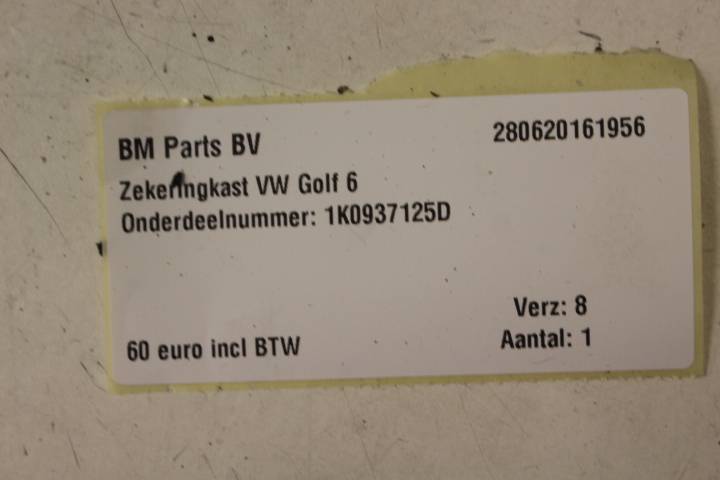 BM Parts BV
280620161956
Zekeringkast VW Golf 6
Onderdeelnummer: 1K0937125D
Verz: 8
60 euro incl BTW
Aantal: 1